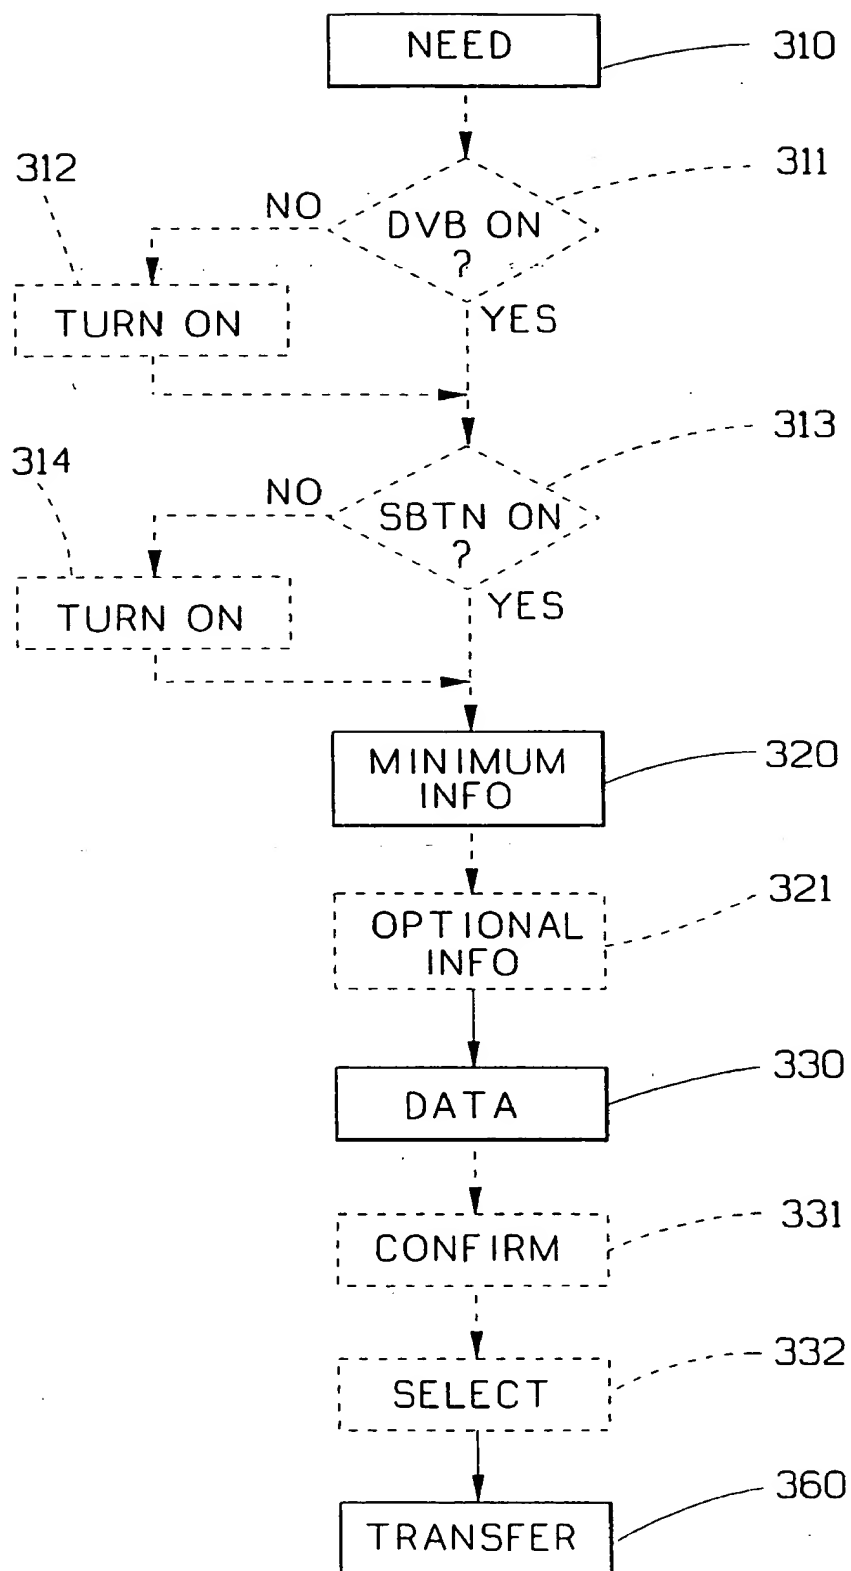 NEED
310
311
312
NO
DVB ON
?
TURN ON
YES
313
314
NO
SBTN ON
?
TURN ON
YES
MINIMUM
INFO
320
321
OPTIONAL
INFO
330
DATA
331
CONFIRM
332
SELECT
360
TRANSFER